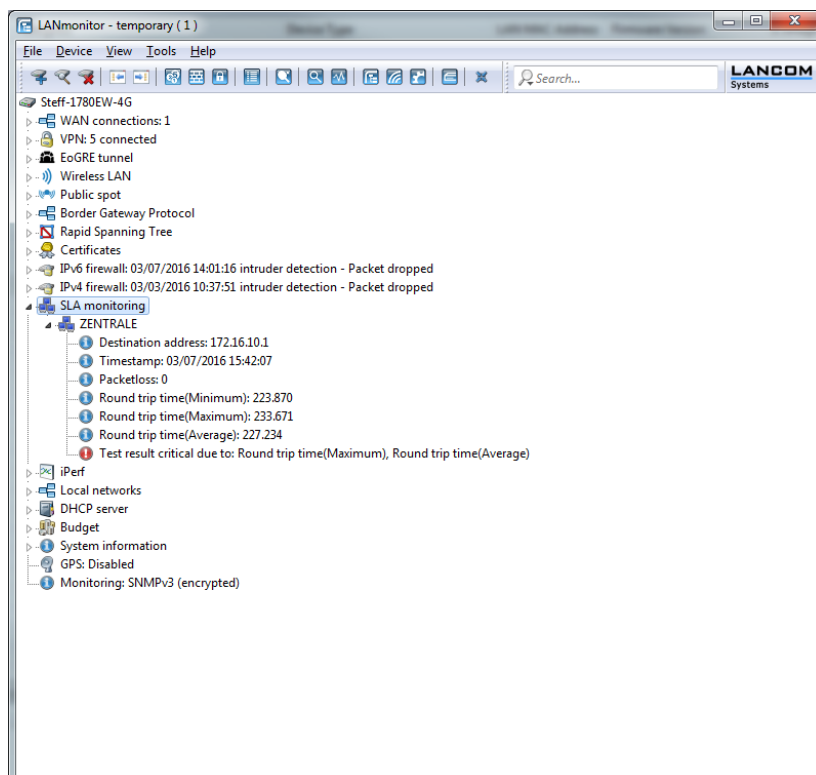 LANmonitor - temporary ( 1 )
File Device View Tools Help
Search...
LANCOM
Systems
Steff-1780EW-4G
WAN connections: 1
VPN: 5 connected
EoGRE tunnel
Wireless LAN
Public spot
Border Gateway Protocol
Rapid Spanning Tree
Certificates
IPv6 firewall: 03/07/2016 14:01:16 intruder detection - Packet dropped
IPv4 firewall: 03/03/2016 10:37:51 intruder detection - Packet dropped
SLA monitoring
ZENTRALE
Destination address: 172.16.10.1
Timestamp: 03/07/2016 15:42:07
Packetloss: 0
Round trip time(Minimum): 223.870
Round trip time(Maximum): 233.671
Round trip time(Average): 227.234
Test result critical due to: Round trip time(Maximum), Round trip time(Average)
iPerf
Local networks
DHCP server
Budget
System information
GPS: Disabled
Monitoring: SNMPv3 (encrypted)